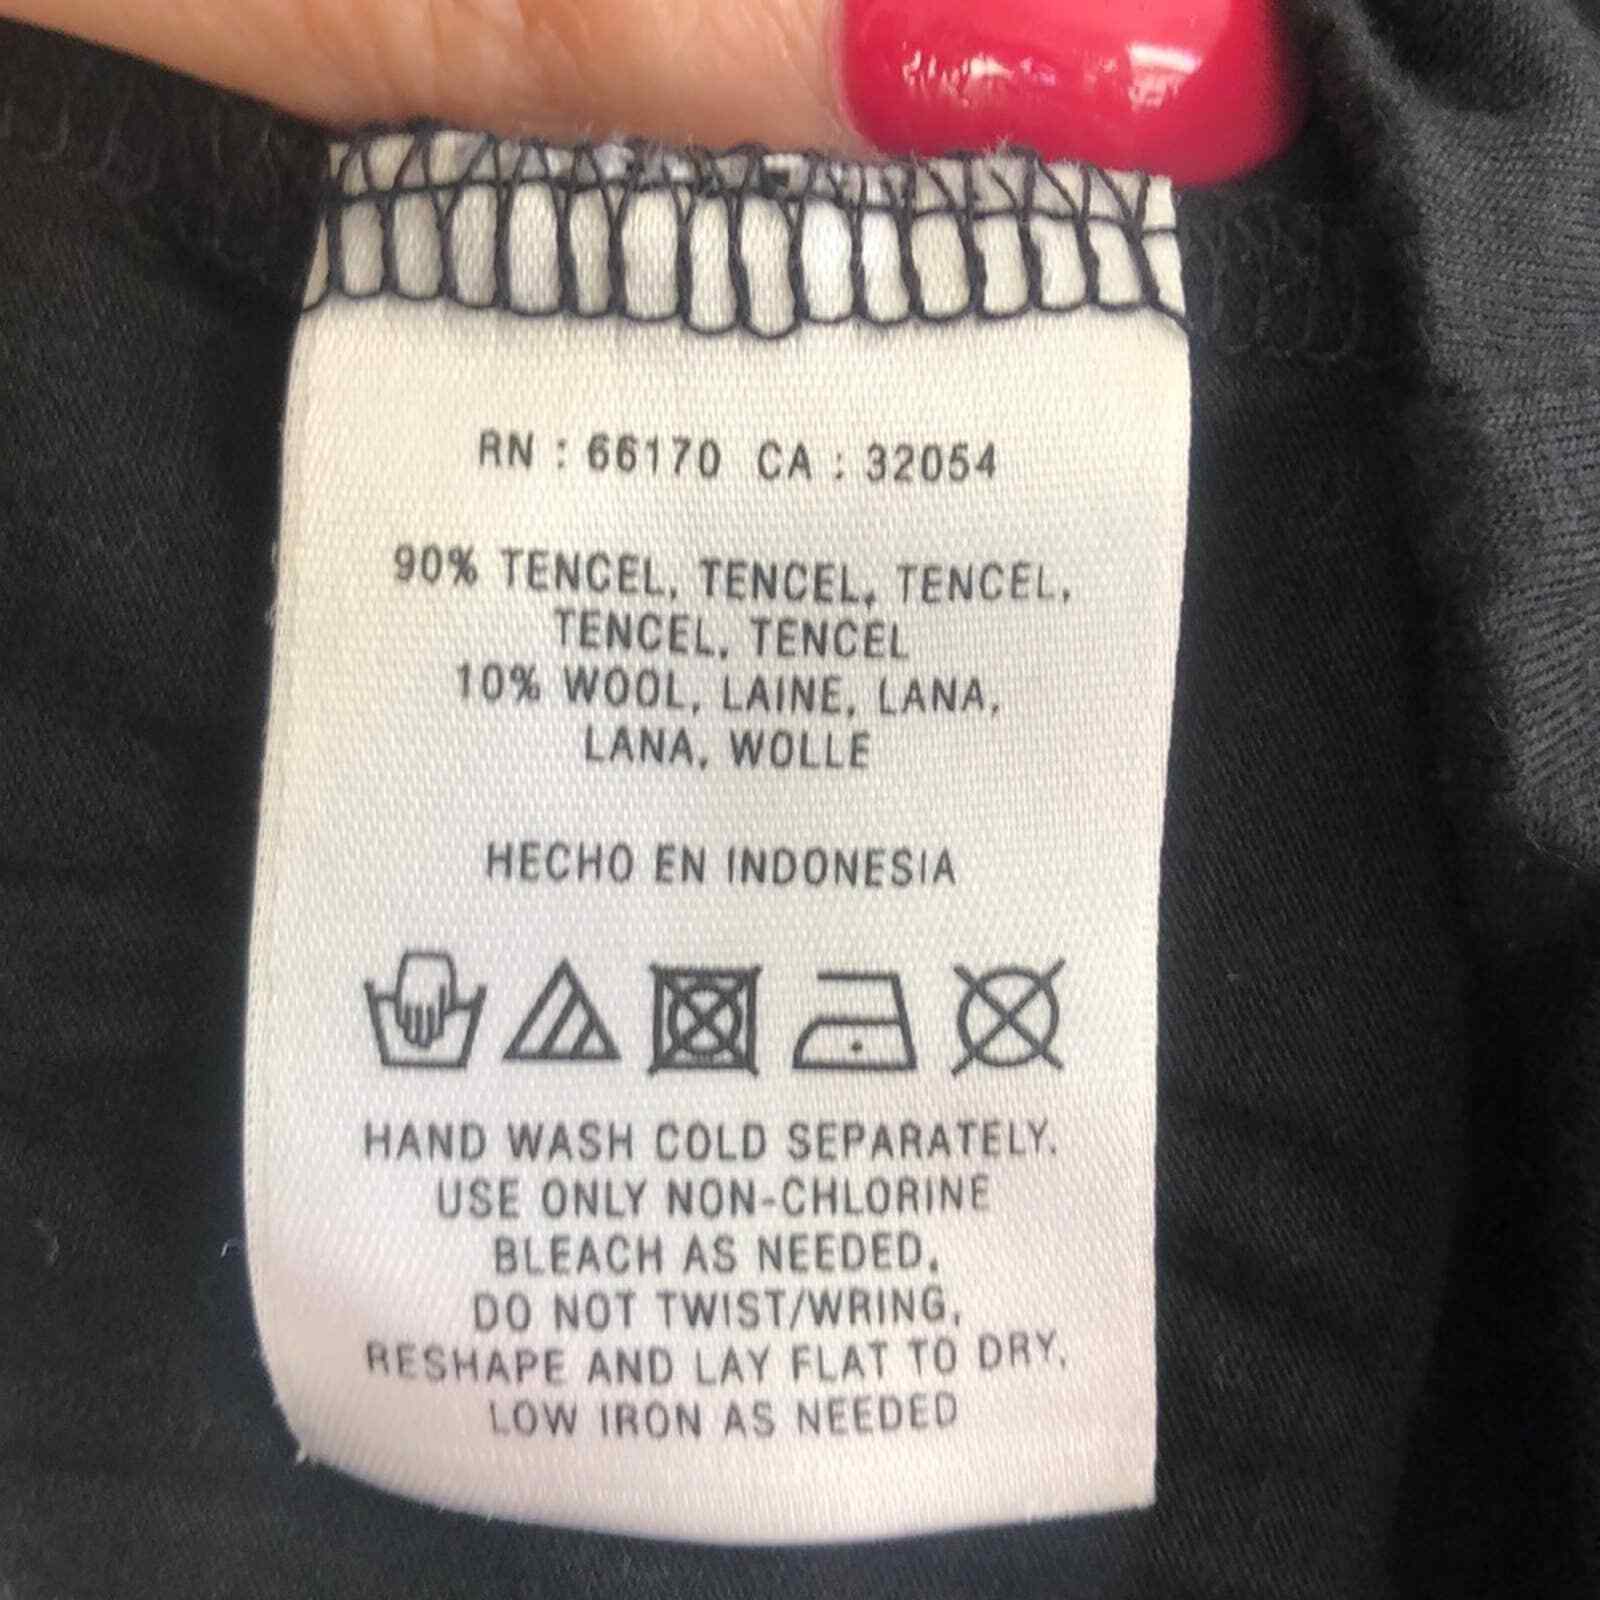 RN : 66170 CA : 32054
90% TENCEL, TENCEL, TENCEL,
TENCEL, TENCEL
10% WOOL, LAINE, LANA,
LANA, WOLLE
HECHO EN INDONESIA
HAND WASH COLD SEPARATELY.
USE ONLY NON-CHLORINE
BLEACH AS NEEDED.
DO NOT TWIST/WRING.
RESHAPE AND LAY FLAT TO DRY.
LOW IRON AS NEEDED